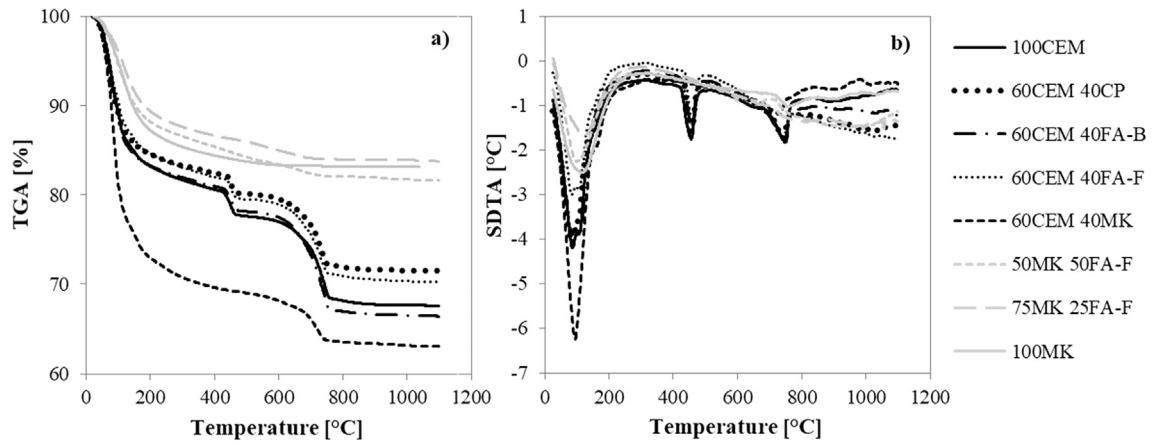 a)
TGA [%]
100
90
80
70
60
0 200 400 600 800 1000 1200
Temperature [°C]
b)
SDTA [°C]
1
0
-1
-2
-3
-4
-5
-6
-7
0 200 400 600 800 1000 1200
Temperature [°C]
100CEM
60CEM 40CP
60CEM 40FA-B
60CEM 40FA-F
60CEM 40MK
50MK 50FA-F
75MK 25FA-F
100MK